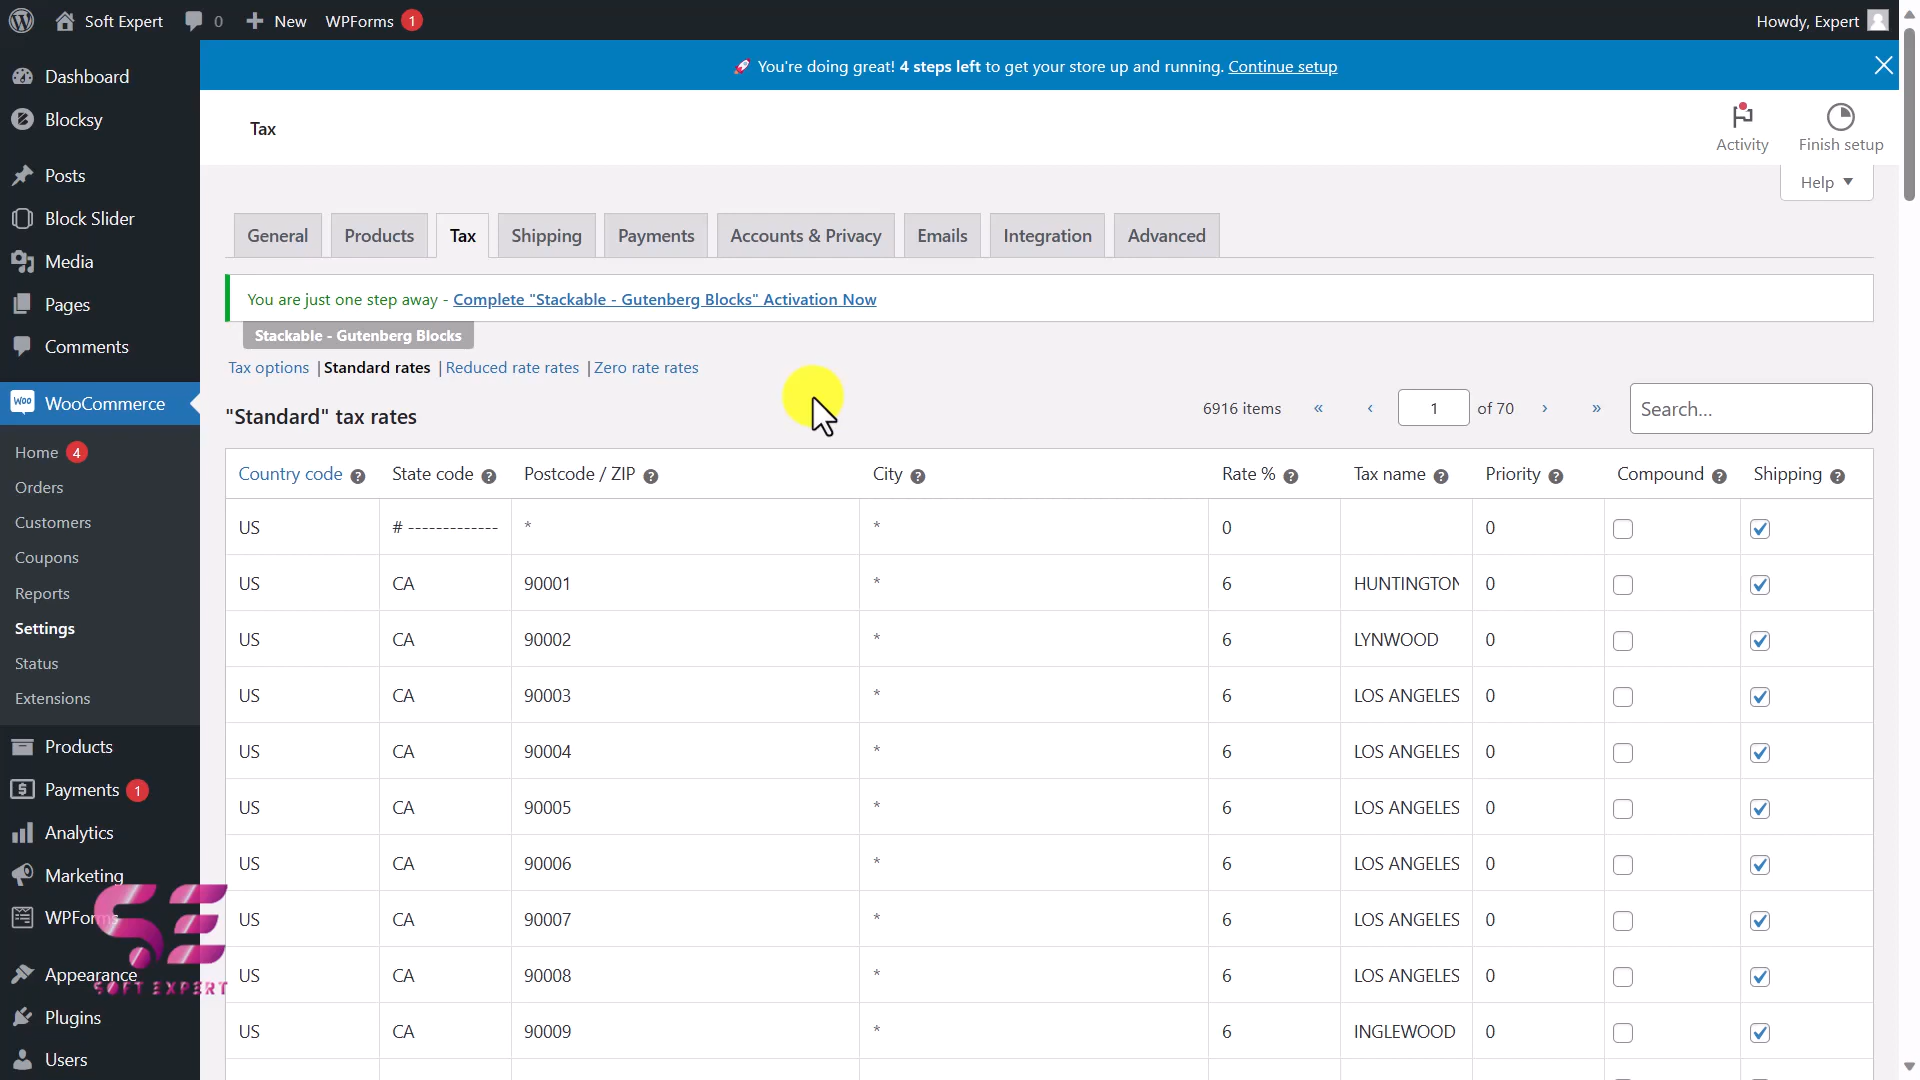 Soft Expert 0 New WPForms 1 Howdy, Expert
🚀 You're doing great! 4 steps left to get your store up and running. Continue setup
Tax
Activity
Finish setup
Help
Dashboard
Blocksy
Posts
Block Slider
Media
Pages
Comments
WooCommerce
Home 4
Orders
Customers
Coupons
Reports
Settings
Status
Extensions
Products
Payments 1
Analytics
Marketing
Appearance
Plugins
Users
SE
SOFT EXPERT
General Products Tax Shipping Payments Accounts & Privacy Emails Integration Advanced
You are just one step away - Complete "Stackable - Gutenberg Blocks" Activation Now
Stackable - Gutenberg Blocks
Tax options | Standard rates | Reduced rate rates | Zero rate rates
"Standard" tax rates
6916 items « ‹ 1 of 70 › » Search...
Country code State code Postcode / ZIP City Rate % Tax name Priority Compound Shipping
US # ------------- * * 0 0
US CA 90001 * 6 HUNTINGTON 0
US CA 90002 * 6 LYNWOOD 0
US CA 90003 * 6 LOS ANGELES 0
US CA 90004 * 6 LOS ANGELES 0
US CA 90005 * 6 LOS ANGELES 0
US CA 90006 * 6 LOS ANGELES 0
US CA 90007 * 6 LOS ANGELES 0
US CA 90008 * 6 LOS ANGELES 0
US CA 90009 * 6 INGLEWOOD 0